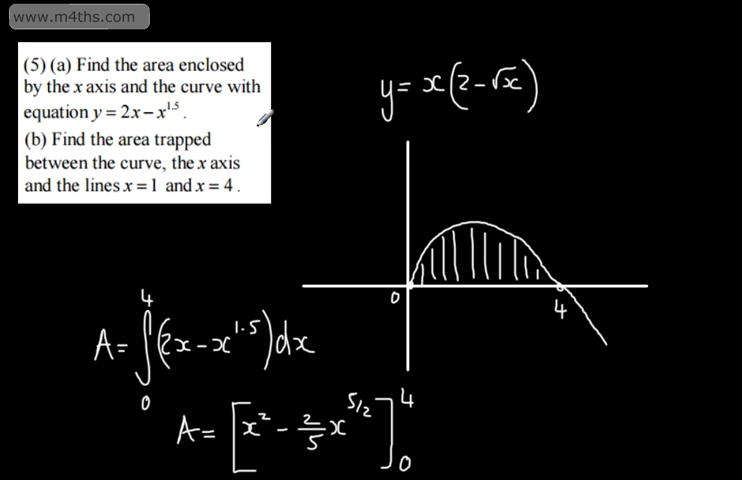 www.m4ths.com
(5) (a) Find the area enclosed
by the x axis and the curve with
equation y = 2x – x^1.5 .
(b) Find the area trapped
between the curve, the x axis
and the lines x = 1 and x = 4 .
y = x(2 - √x)
0
4
A = ∫₀⁴ (2x - x^1.5) dx
A = [x² - 2/5 x^5/2]₀⁴